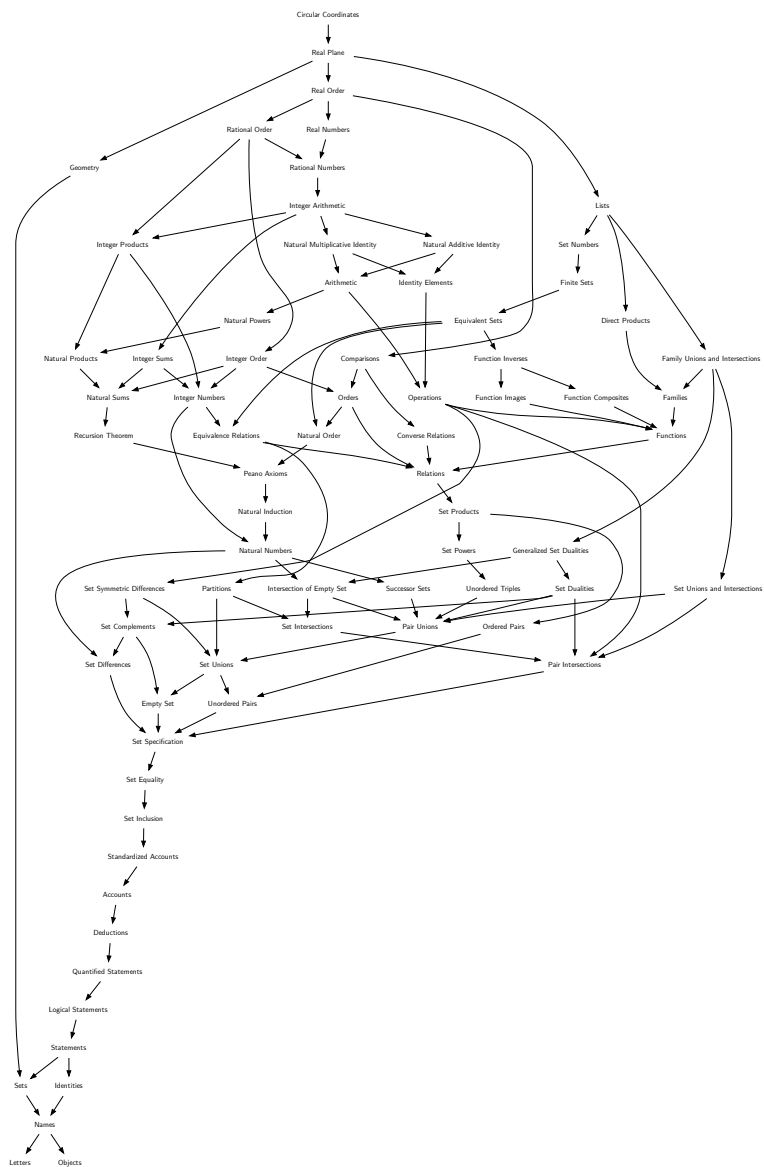 Circular Coordinates
Real Plane
Real Order
Rational Order
Real Numbers
Geometry
Rational Numbers
Integer Arithmetic
Lists
Integer Products
Natural Multiplicative Identity
Natural Additive Identity
Set Numbers
Arithmetic
Identity Elements
Finite Sets
Natural Powers
Equivalent Sets
Direct Products
Natural Products
Integer Sums
Integer Order
Comparisons
Function Inverses
Family Unions and Intersections
Natural Sums
Integer Numbers
Orders
Operations
Function Images
Function Composites
Families
Recursion Theorem
Equivalence Relations
Natural Order
Converse Relations
Functions
Peano Axioms
Relations
Natural Induction
Set Products
Natural Numbers
Set Powers
Generalized Set Dualities
Set Symmetric Differences
Partitions
Intersection of Empty Set
Successor Sets
Unordered Triples
Set Dualities
Set Unions and Intersections
Set Complements
Set Intersections
Pair Unions
Ordered Pairs
Set Differences
Set Unions
Pair Intersections
Empty Set
Unordered Pairs
Set Specification
Set Equality
Set Inclusion
Standardized Accounts
Accounts
Deductions
Quantified Statements
Logical Statements
Statements
Sets
Identities
Names
Letters
Objects